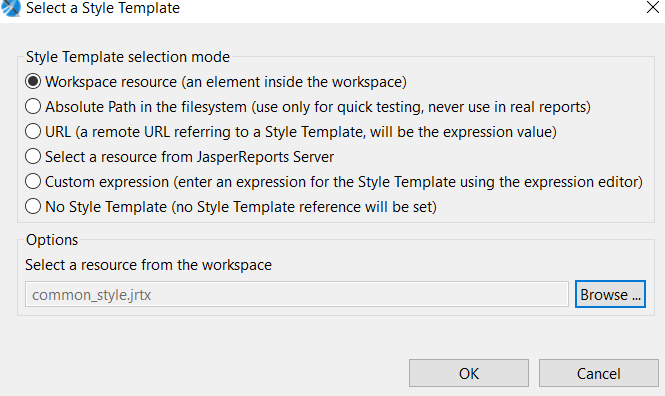 Select a Style Template
Style Template selection mode
Workspace resource (an element inside the workspace)
Absolute Path in the filesystem (use only for quick testing, never use in real reports)
URL (a remote URL referring to a Style Template, will be the expression value)
Select a resource from JasperReports Server
Custom expression (enter an expression for the Style Template using the expression editor)
No Style Template (no Style Template reference will be set)
Options
Select a resource from the workspace
common_style.jrtx
Browse ...
OK
Cancel